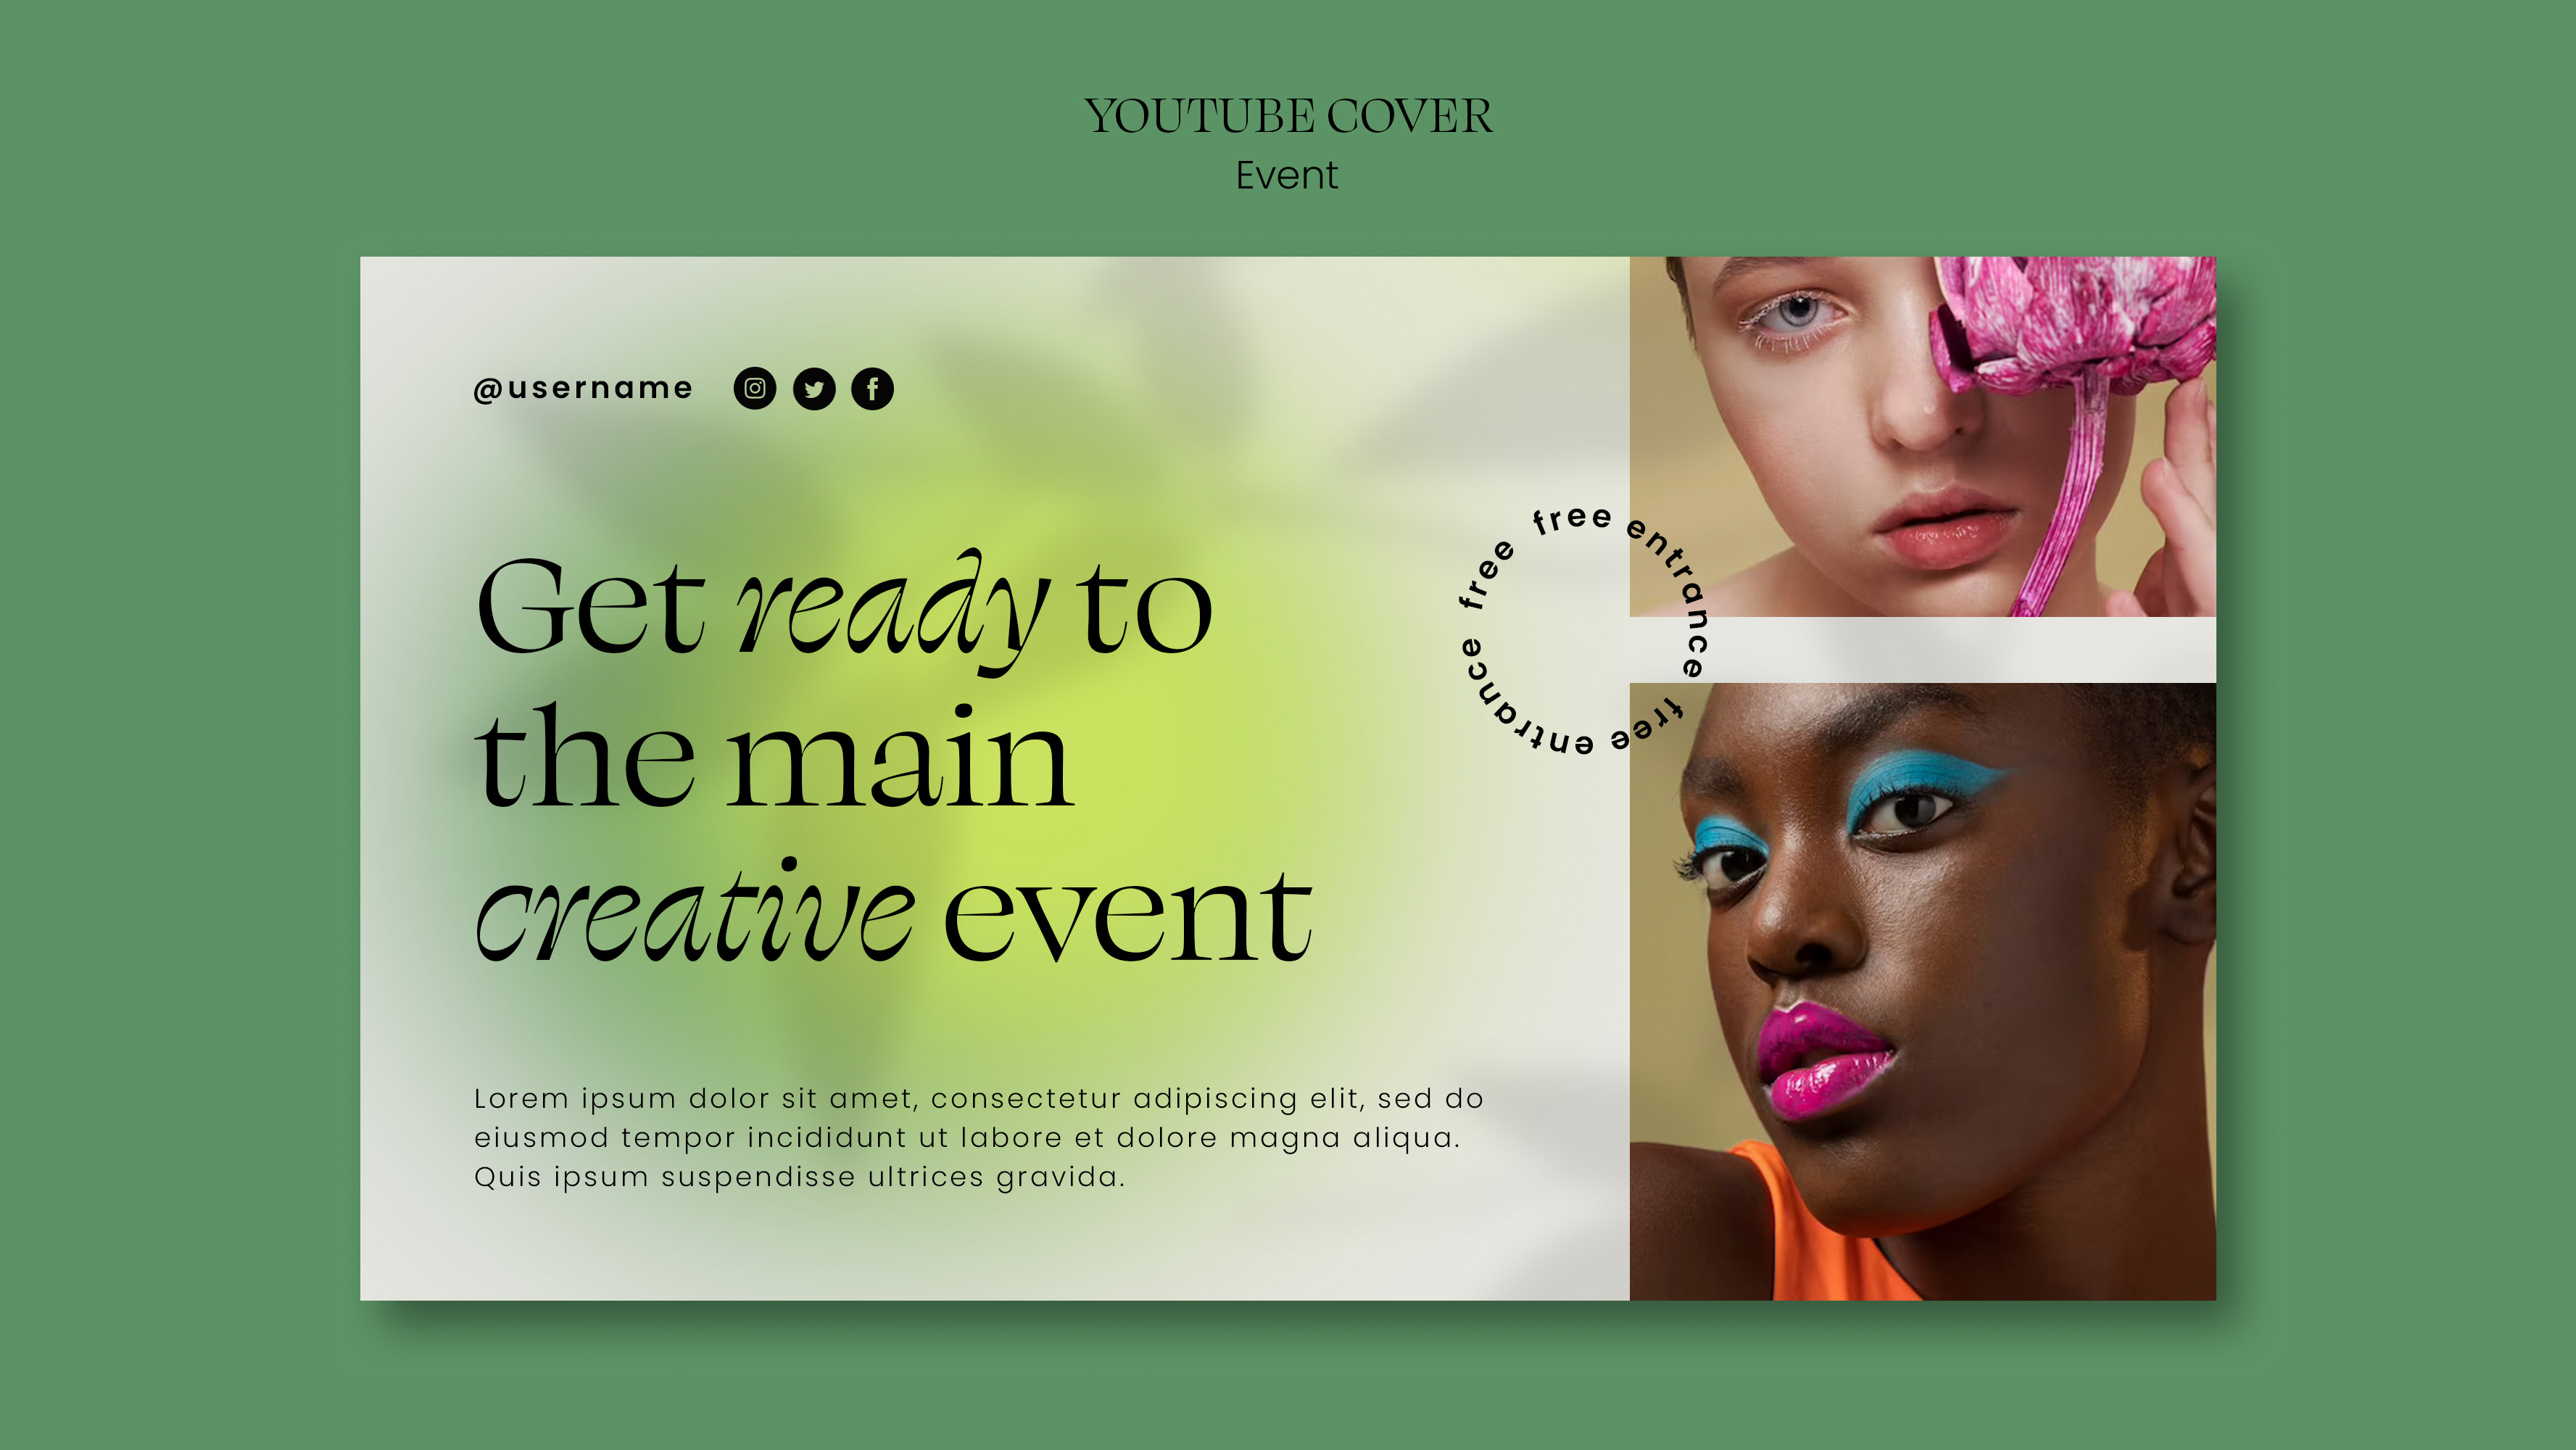 YOUTUBE COVER
Event
@username
Get ready to
the main
creative event
free entrance free entrance free
Lorem ipsum dolor sit amet, consectetur adipiscing elit, sed do
eiusmod tempor incididunt ut labore et dolore magna aliqua.
Quis ipsum suspendisse ultrices gravida.